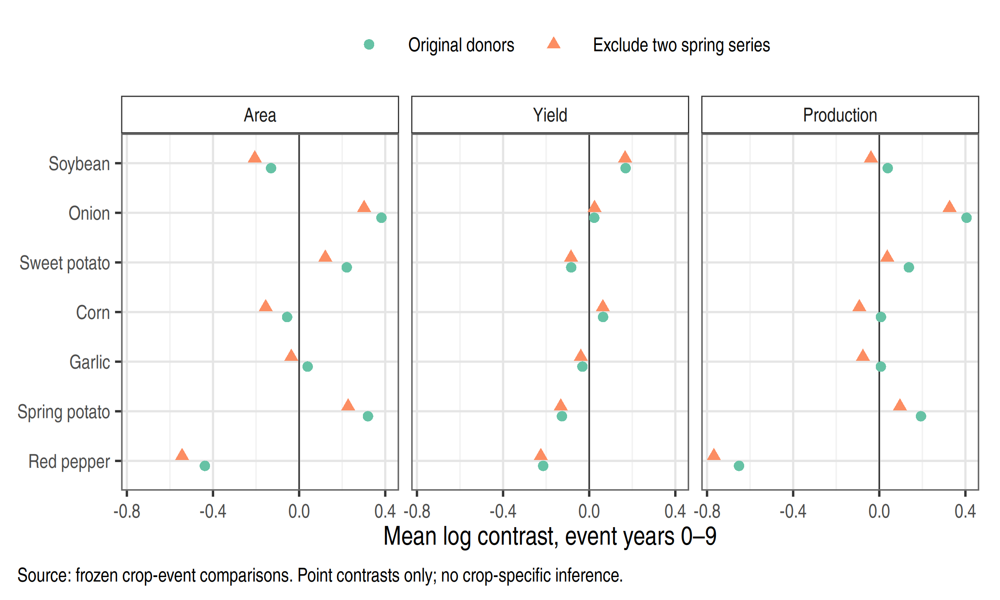 Original donors Exclude two spring series
Area Yield Production
Soybean
Onion
Sweet potato
Corn
Garlic
Spring potato
Red pepper
-0.8 -0.4 0.0 0.4 -0.8 -0.4 0.0 0.4 -0.8 -0.4 0.0 0.4
Mean log contrast, event years 0–9
Source: frozen crop-event comparisons. Point contrasts only; no crop-specific inference.